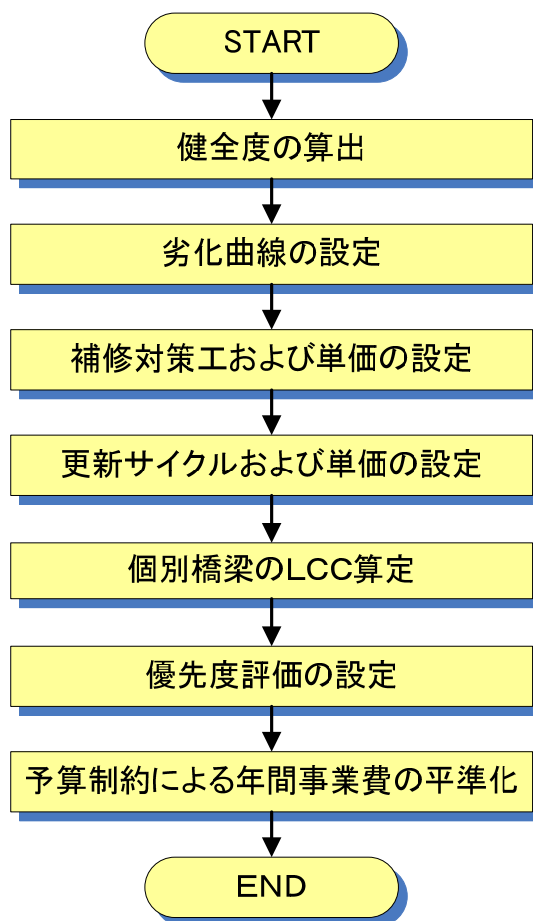 START
健全度の算出
劣化曲線の設定
補修対策工および単価の設定
更新サイクルおよび単価の設定
個別橋梁のＬＣＣ算定
優先度評価の設定
予算制約による年間事業費の平準化
END